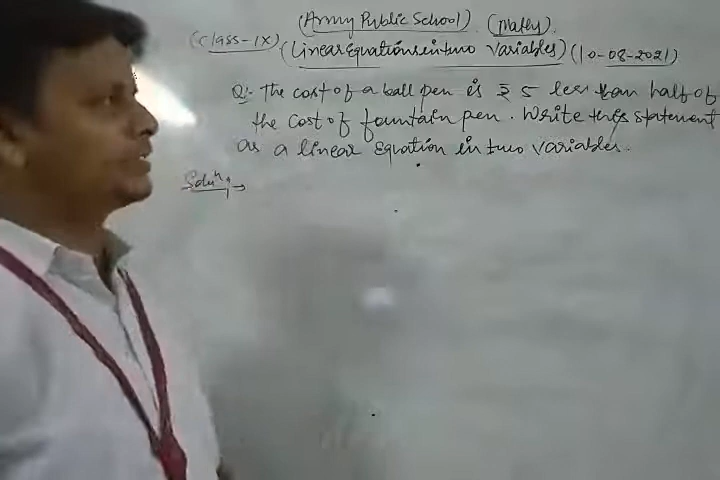 (Army Public School) (Maths).
(Class-IX) (Linear Equations in two Variables) (10-08-2021)
Q:- The cost of a ball pen is ₹ 5 less than half of
the cost of fountain pen. Write this statement
as a linear Equation in two variables.
Soluⁿ, →